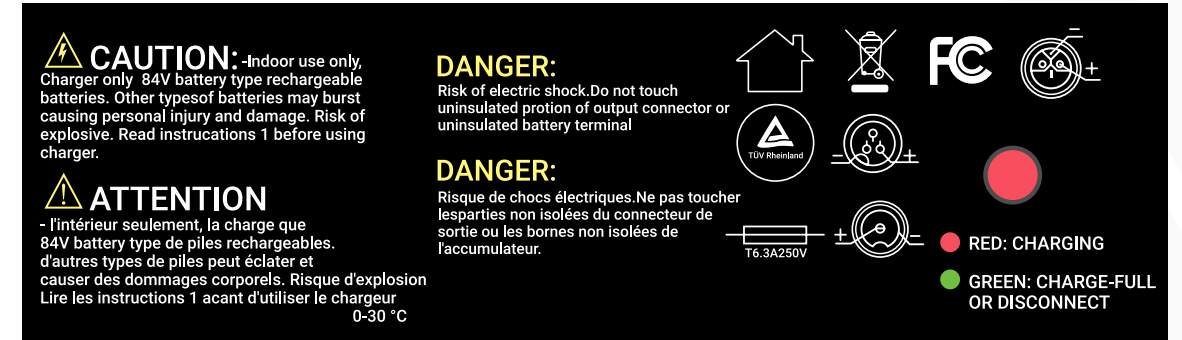 CAUTION: -Indoor use only,
Charger only 84V battery type rechargeable
batteries. Other typesof batteries may burst
causing personal injury and damage. Risk of
explosive. Read instrucations 1 before using
charger.
ATTENTION
- l'intérieur seulement, la charge que
84V battery type de piles rechargeables.
d'autres types de piles peut éclater et
causer des dommages corporels. Risque d'explosion
Lire les instructions 1 acant d'utiliser le chargeur
0-30 °C
DANGER:
Risk of electric shock.Do not touch
uninsulated protion of output connector or
uninsulated battery terminal
DANGER:
Risque de chocs électriques.Ne pas toucher
lesparties non isolées du connecteur de
sortie ou les bornes non isolées de
l'accumulateur.
FC
- +
TÜV Rheinland
- +
T6.3A250V
+ -
RED: CHARGING
GREEN: CHARGE-FULL
OR DISCONNECT